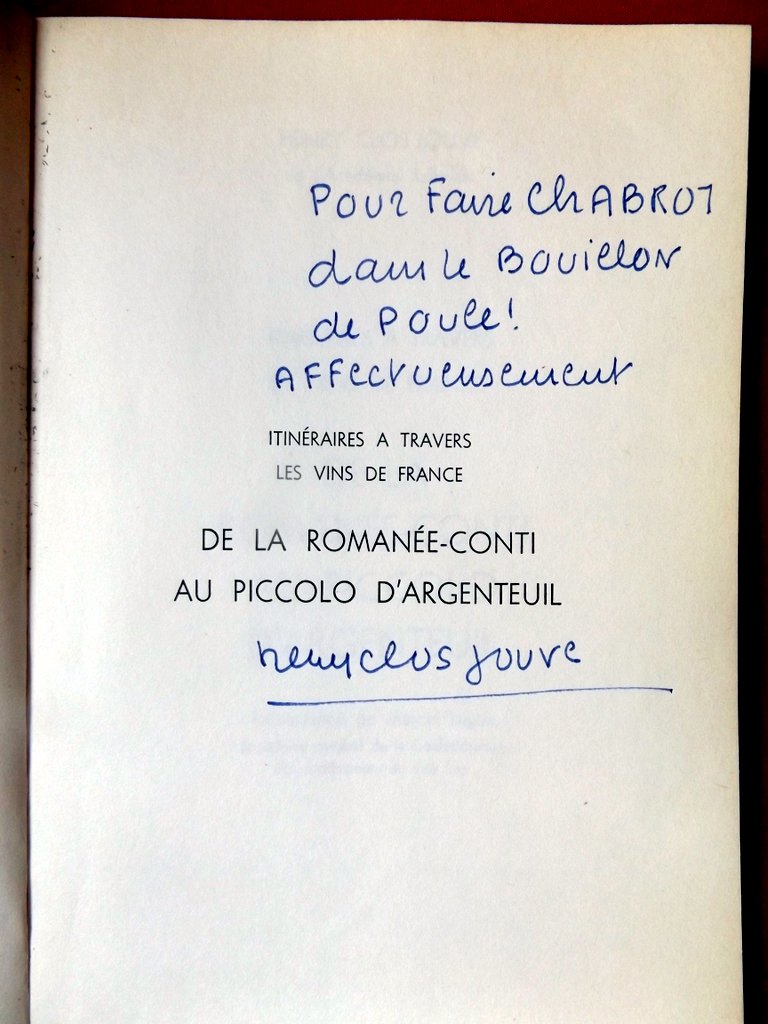 Pour faire ChABROT
dans le BOUILLON
de Poule!
AFFectueusement
ITINÉRAIRES A TRAVERS
LES VINS DE FRANCE
DE LA ROMANÉE-CONTI
AU PICCOLO D'ARGENTEUIL
henry clos jouve